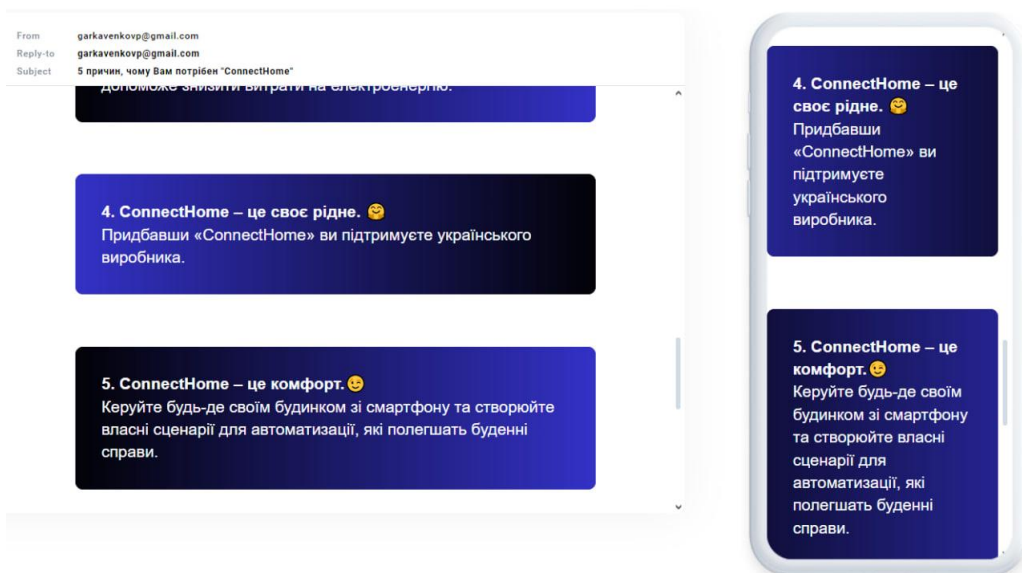 From garkavenkovp@gmail.com
Reply-to garkavenkovp@gmail.com
Subject 5 причин, чому Вам потрібен "ConnectHome"
допоможе знизити витрати на електроенергію.
4. ConnectHome – це своє рідне. 🤗
Придбавши «ConnectHome» ви підтримуєте українського
виробника.
5. ConnectHome – це комфорт.😉
Керуйте будь-де своїм будинком зі смартфону та створюйте
власні сценарії для автоматизації, які полегшать буденні
справи.
4. ConnectHome – це
своє рідне. 🤗
Придбавши
«ConnectHome» ви
підтримуєте
українського
виробника.
5. ConnectHome – це
комфорт.😉
Керуйте будь-де своїм
будинком зі смартфону
та створюйте власні
сценарії для
автоматизації, які
полегшать буденні
справи.